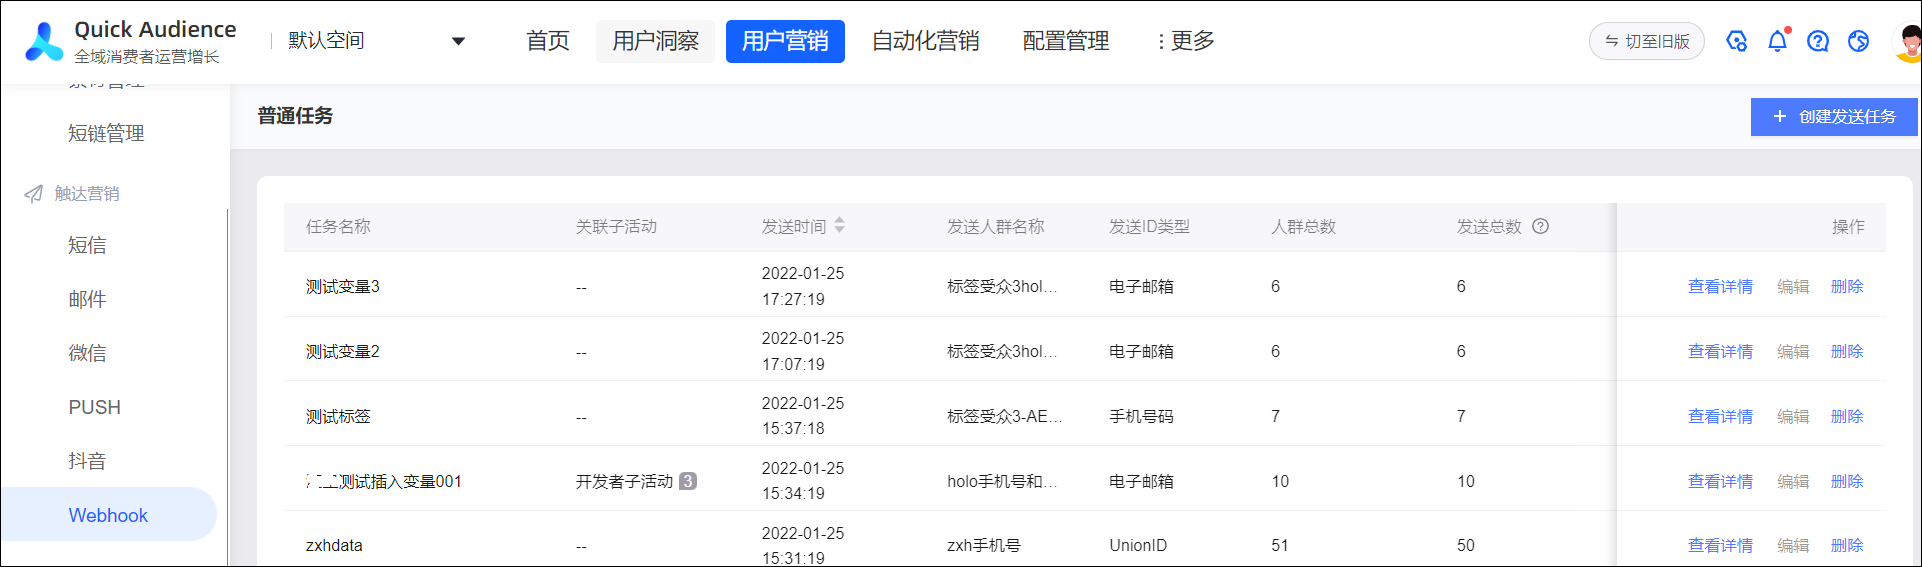 Quick Audience
全域消费者运营增长
默认空间
首页
用户洞察
用户营销
自动化营销
配置管理
更多
切至旧版
短链管理
触达营销
短信
邮件
微信
PUSH
抖音
Webhook
普通任务
+ 创建发送任务
任务名称 关联子活动 发送时间 发送人群名称 发送ID类型 人群总数 发送总数 操作
测试变量3 -- 2022-01-25 17:27:19 标签受众3hol... 电子邮箱 6 6 查看详情 编辑 删除
测试变量2 -- 2022-01-25 17:07:19 标签受众3hol... 电子邮箱 6 6 查看详情 编辑 删除
测试标签 -- 2022-01-25 15:37:18 标签受众3-AE... 手机号码 7 7 查看详情 编辑 删除
测试插入变量001 开发者子活动 3 2022-01-25 15:34:19 holo手机号和... 电子邮箱 10 10 查看详情 编辑 删除
zxhdata -- 2022-01-25 15:31:19 zxh手机号 UnionID 51 50 查看详情 编辑 删除